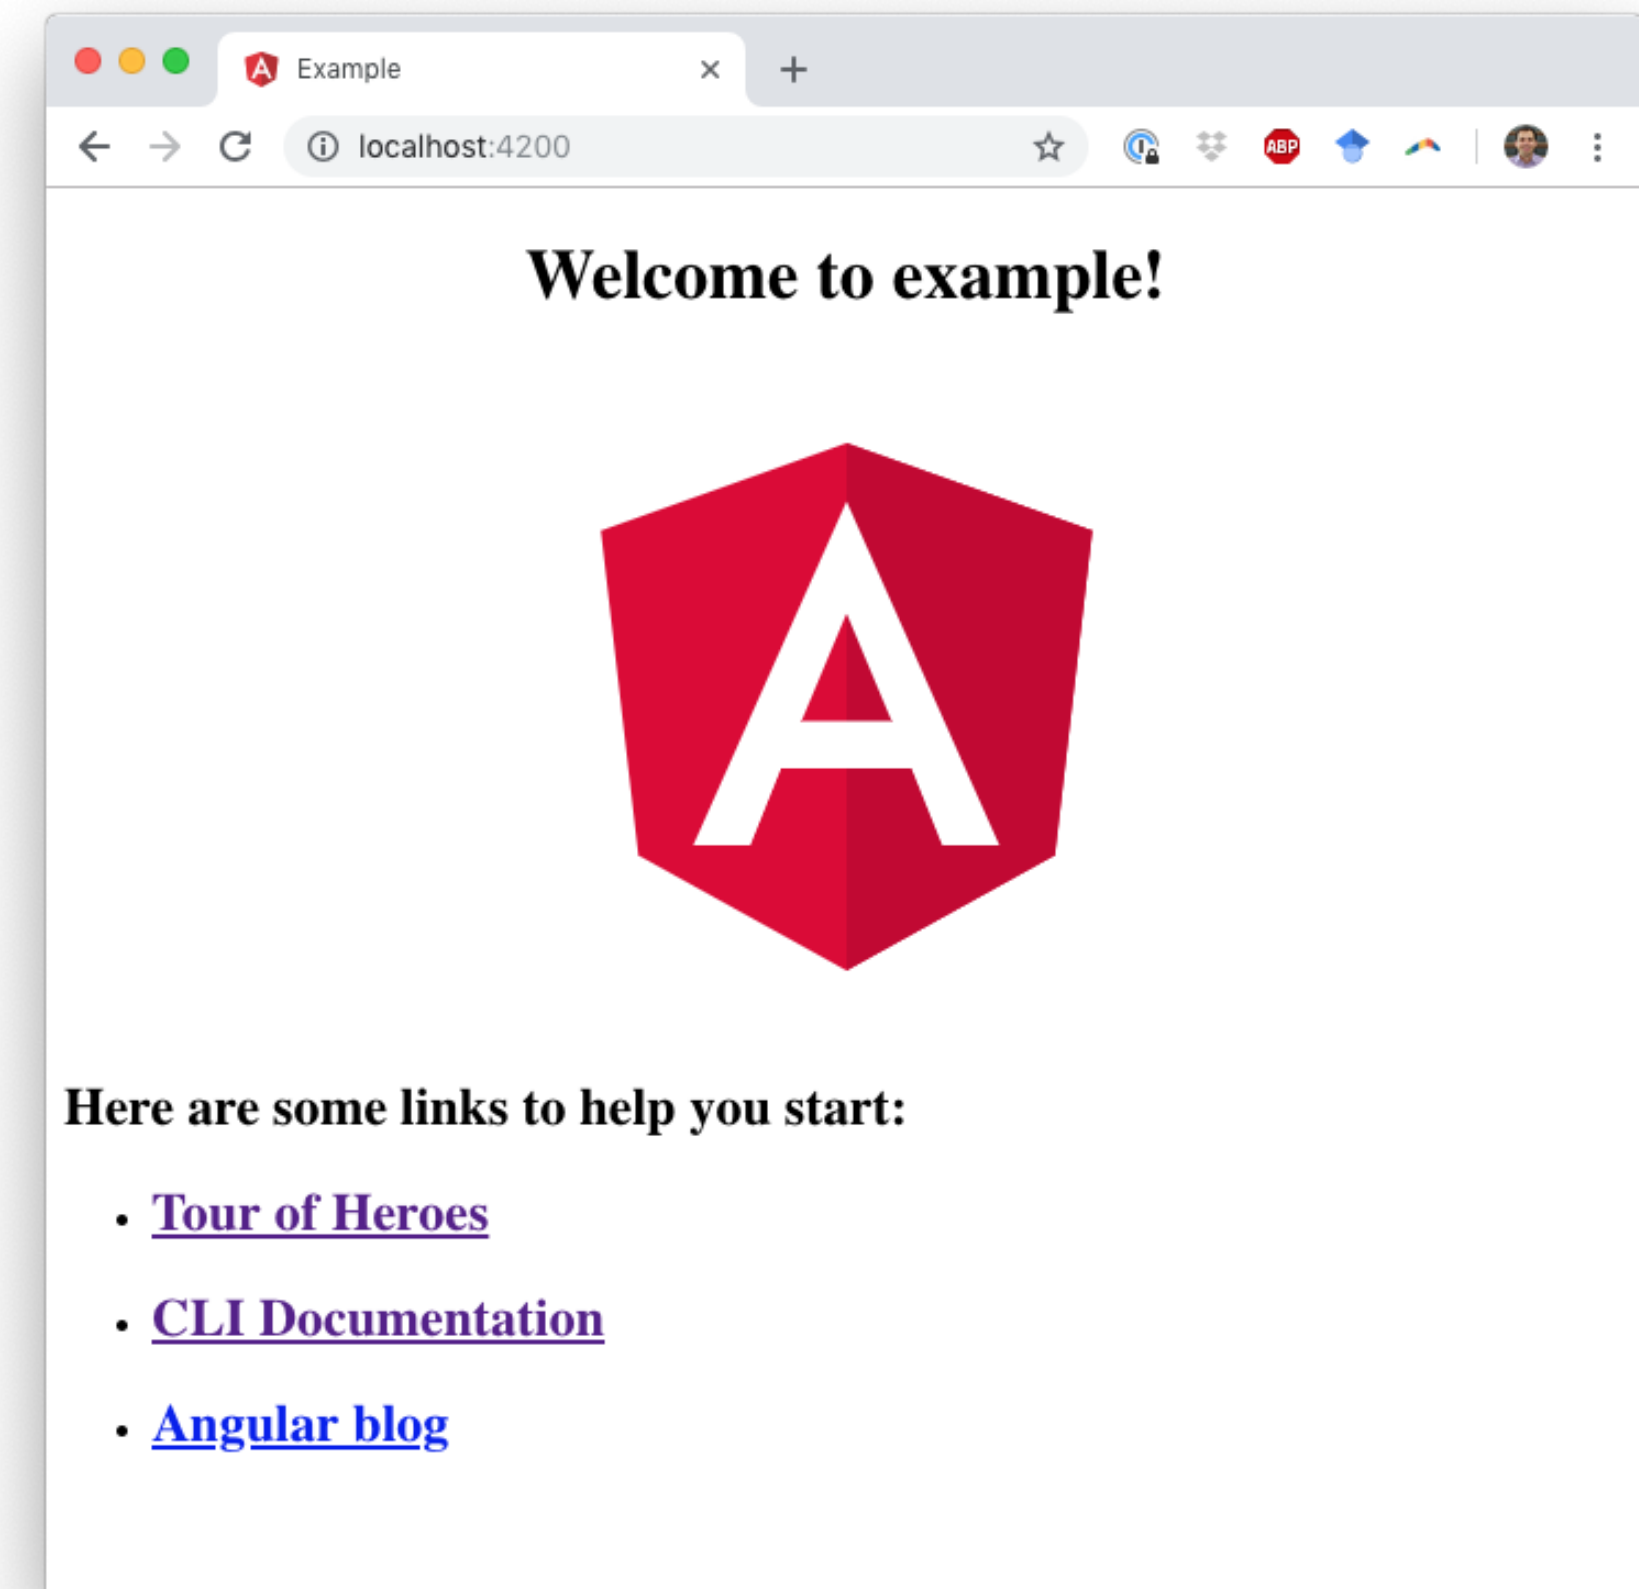 Example
localhost:4200
ABP
Welcome to example!
A
Here are some links to help you start:
Tour of Heroes
CLI Documentation
Angular blog